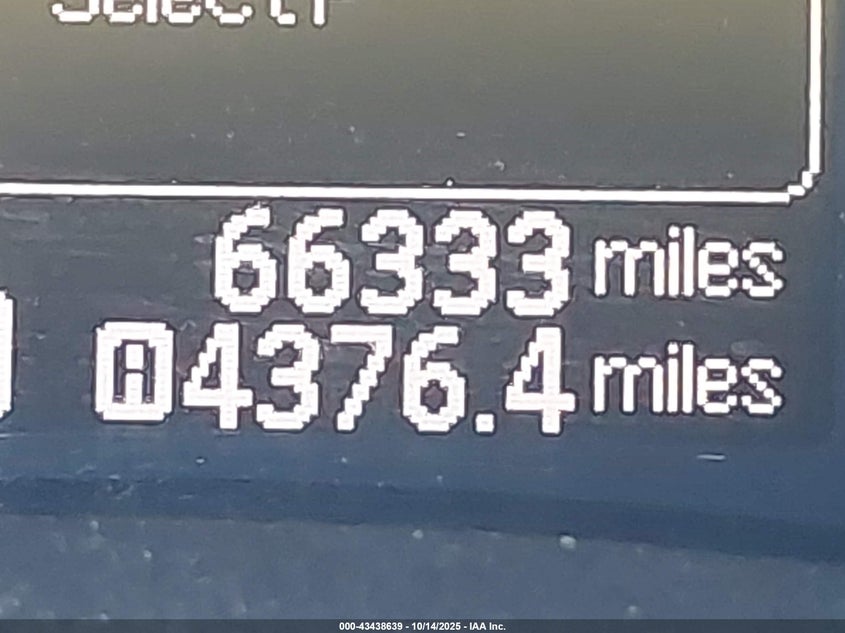 66333 miles
A 4376.4 miles
000-43438639 - 10/14/2025 - IAA Inc.